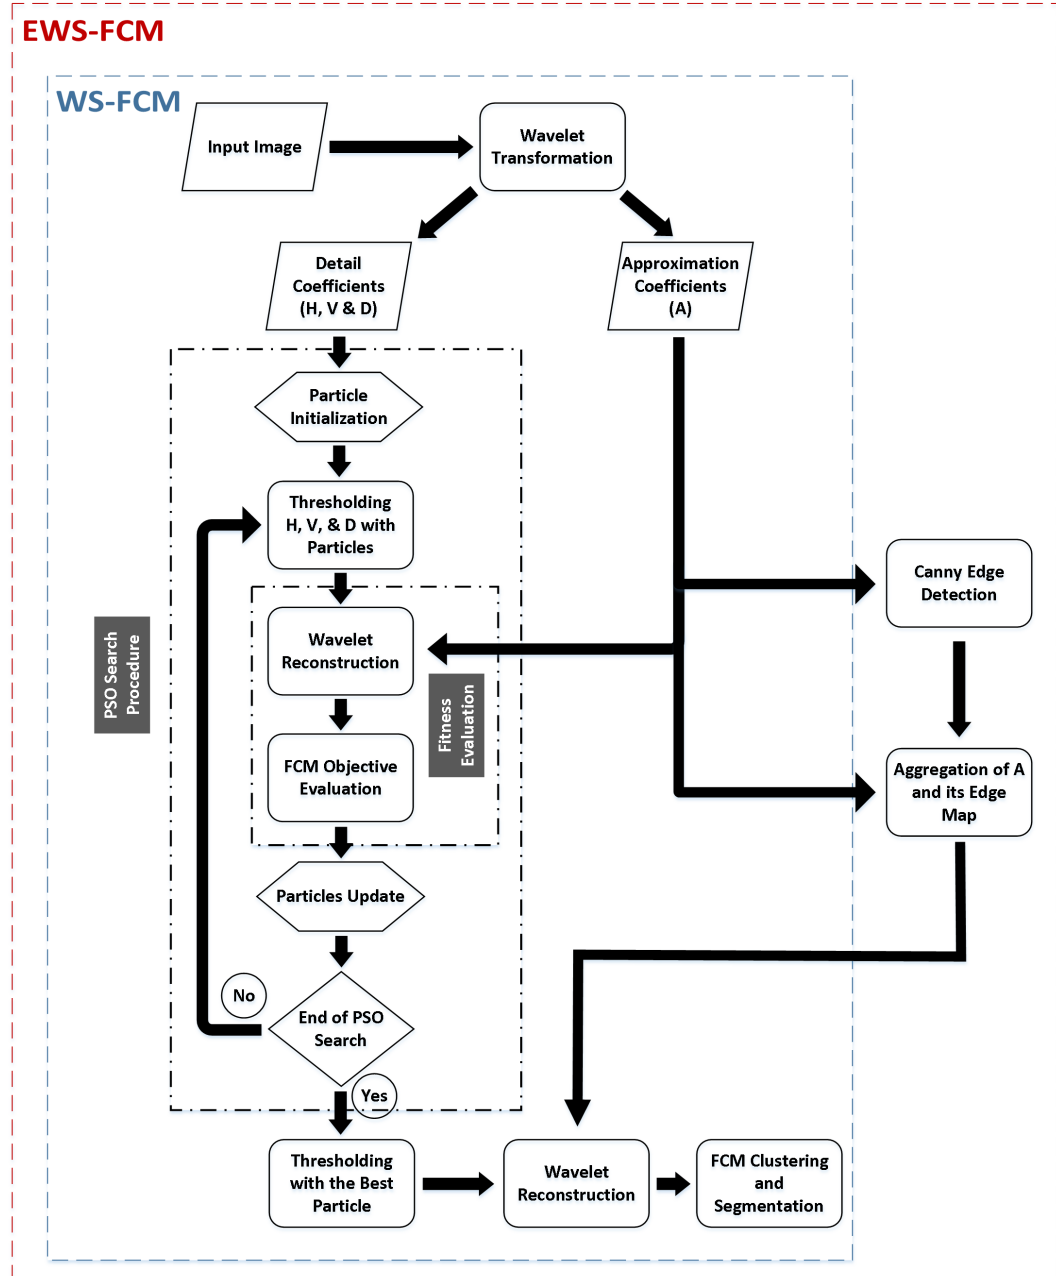 EWS-FCM
WS-FCM
Input Image
Wavelet
Transformation
Detail
Coefficients
(H, V & D)
Approximation
Coefficients
(A)
Particle
Initialization
Thresholding
H, V, & D with
Particles
Canny Edge
Detection
Wavelet
Reconstruction
PSO Search
Procedure
Fitness
Evaluation
FCM Objective
Evaluation
Aggregation of A
and its Edge
Map
Particles Update
No
End of PSO
Search
Yes
Thresholding
with the Best
Particle
Wavelet
Reconstruction
FCM Clustering
and
Segmentation